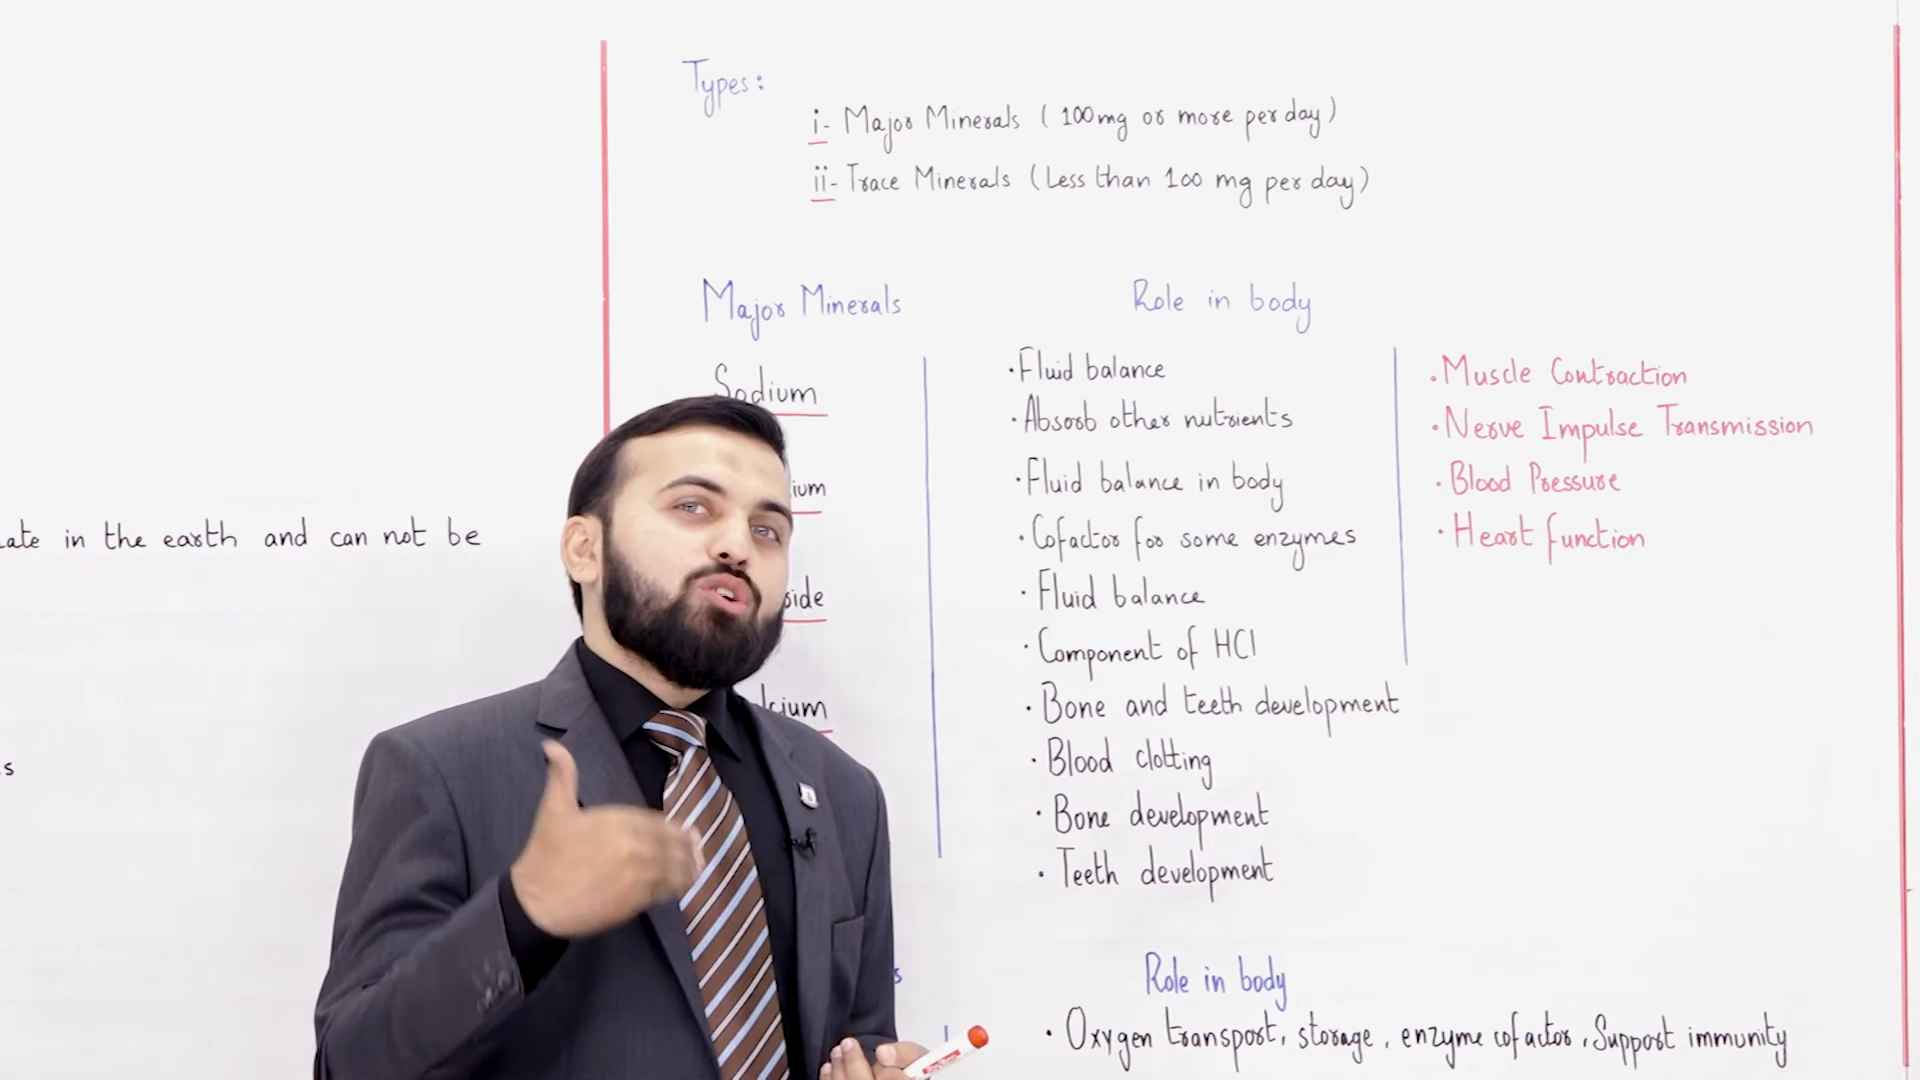 Types:
i- Major Minerals (100mg or more per day)
ii- Trace Minerals (Less than 100 mg per day)
Major Minerals
Role in body
Sodium
· Fluid balance
· Absorb other nutrients
· Fluid balance in body
· Cofactor for some enzymes
· Fluid balance
· Component of HCl
· Bone and teeth development
· Blood clotting
· Bone development
· Teeth development
· Muscle Contraction
· Nerve Impulse Transmission
· Blood Pressure
· Heart function
in the earth and can not be
Role in body
· Oxygen transport, storage, enzyme cofactor, Support immunity